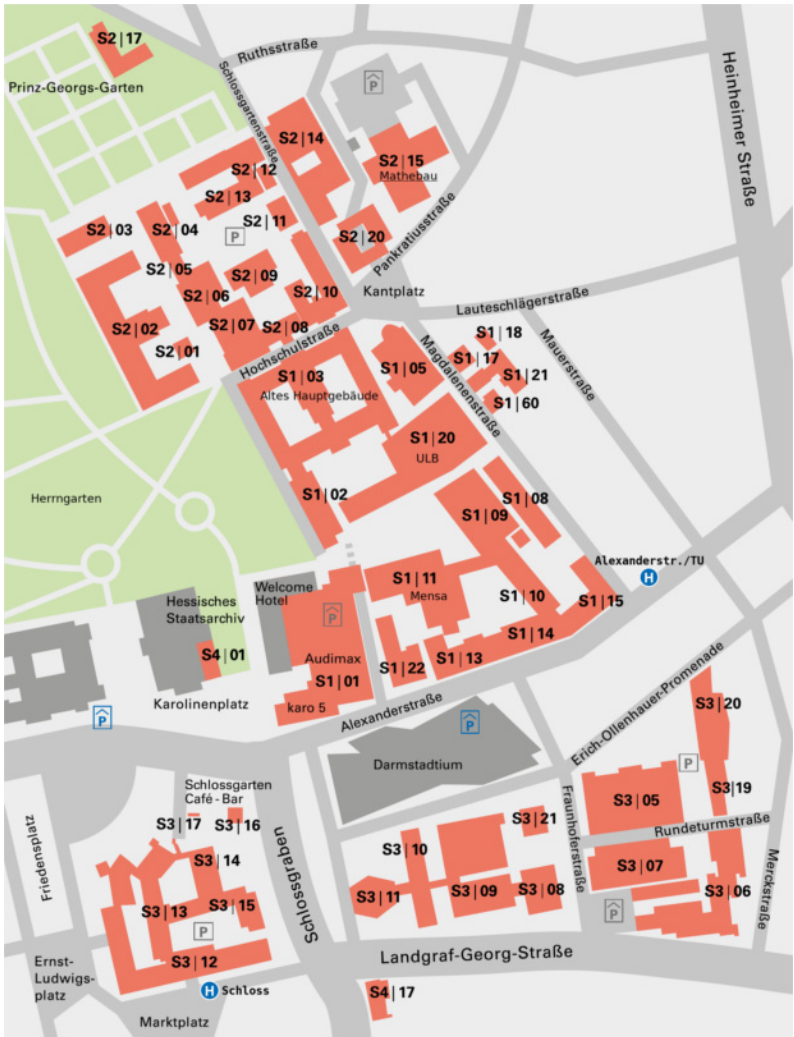 S2|17
Ruthsstraße
Prinz-Georgs-Garten
Schlossgartenstraße
Heinheimer Straße
P
S2|14
S2|15
Mathebau
S2|12
S2|13
S2|11
P
S2|03
S2|04
S2|20
Pankratiusstraße
S2|05
S2|09
S2|06
S2|10
Kantplatz
Lauteschlägerstraße
S2|02
S2|07
S2|08
S2|01
Hochschulstraße
Magdalenenstraße
Mauerstraße
S1|18
S1|17
S1|03
Altes Hauptgebäude
S1|05
S1|21
S1|60
S1|20
ULB
Herrngarten
S1|02
S1|08
S1|09
Alexanderstr./TU
H
S1|11
Mensa
S1|10
S1|15
Welcome
Hotel
Hessisches
Staatsarchiv
P
S4|01
Audimax
S1|01
S1|22
S1|13
S1|14
Karolinenplatz
karo 5
Alexanderstraße
P
P
Darmstadtium
Erich-Ollenhauer-Promenade
S3|20
P
S3|19
S3|05
Fraunhoferstraße
Rundeturmstraße
Schlossgarten
Café-Bar
S3|17
S3|16
Friedensplatz
Schlossgraben
S3|21
S3|10
S3|14
S3|07
Merckstraße
S3|11
S3|09
S3|08
S3|06
S3|13
S3|15
P
P
S3|12
Landgraf-Georg-Straße
Ernst-
Ludwigs-
platz
H
Schloss
S4|17
Marktplatz